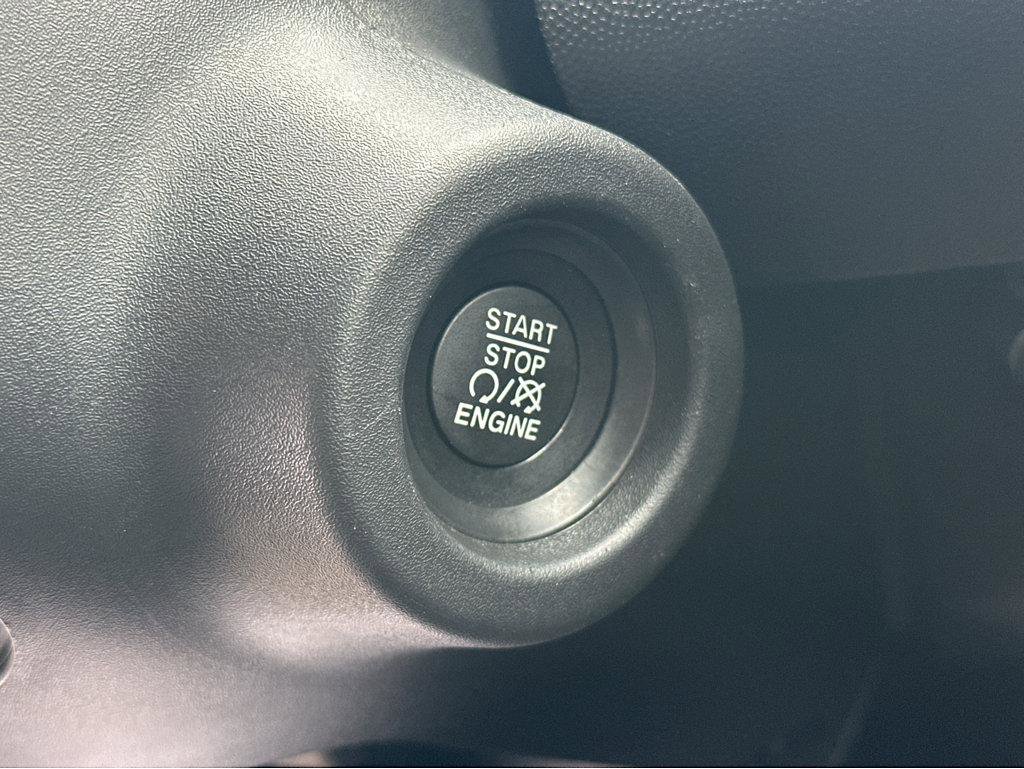 START
STOP
/
ENGINE